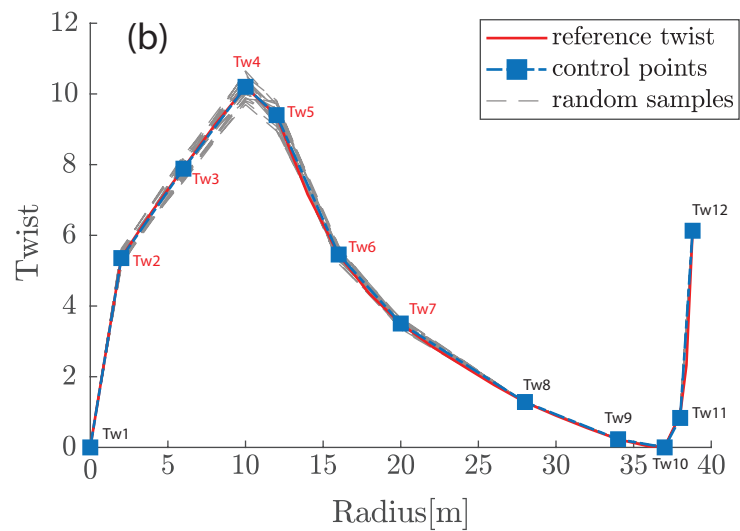 (b)
reference twist
control points
random samples
12
10
8
6
4
2
0
Twist
Tw1
Tw2
Tw3
Tw4
Tw5
Tw6
Tw7
Tw8
Tw9
Tw10
Tw11
Tw12
0 5 10 15 20 25 30 35 40
Radius[m]